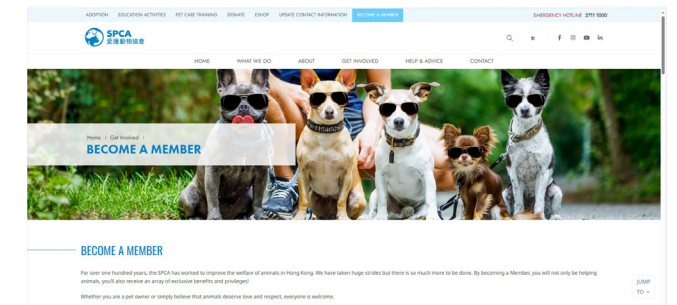 ADOPTION EDUCATION ACTIVITIES PET CARE TRAINING DONATE ESHOP UPDATE CONTACT INFORMATION BECOME A MEMBER EMERGENCY HOTLINE 2711 1000
SPCA
愛護動物協會
HOME WHAT WE DO ABOUT GET INVOLVED HELP & ADVICE CONTACT
Home / Get Involved /
BECOME A MEMBER
BECOME A MEMBER
For over one hundred years, the SPCA has worked to improve the welfare of animals in Hong Kong. We have taken huge strides but there is so much more to be done. By becoming a Member, you will not only be helping
animals, you'll also receive an array of exclusive benefits and privileges!
Whether you are a pet owner or simply believe that animals deserve love and respect, everyone is welcome.
JUMP
TO